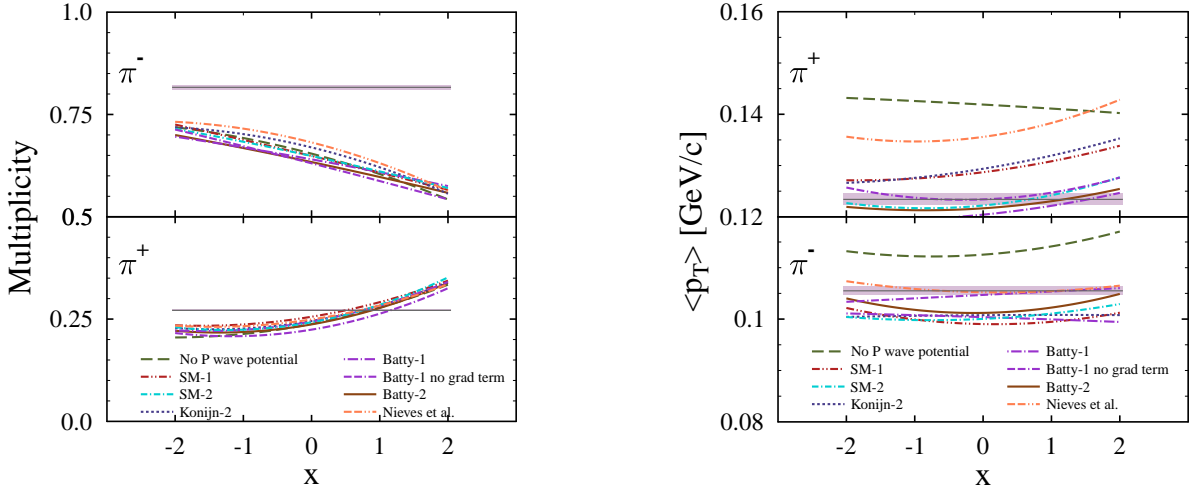 Multiplicity
1.0
0.75
0.5
0.25
0.0
π-
π+
No P wave potential
SM-1
SM-2
Konijn-2
Batty-1
Batty-1 no grad term
Batty-2
Nieves et al.
-2 -1 0 1 2
x
<pT> [GeV/c]
0.16
0.14
0.12
0.1
0.08
π+
π-
No P wave potential
SM-1
SM-2
Konijn-2
Batty-1
Batty-1 no grad term
Batty-2
Nieves et al.
-2 -1 0 1 2
x